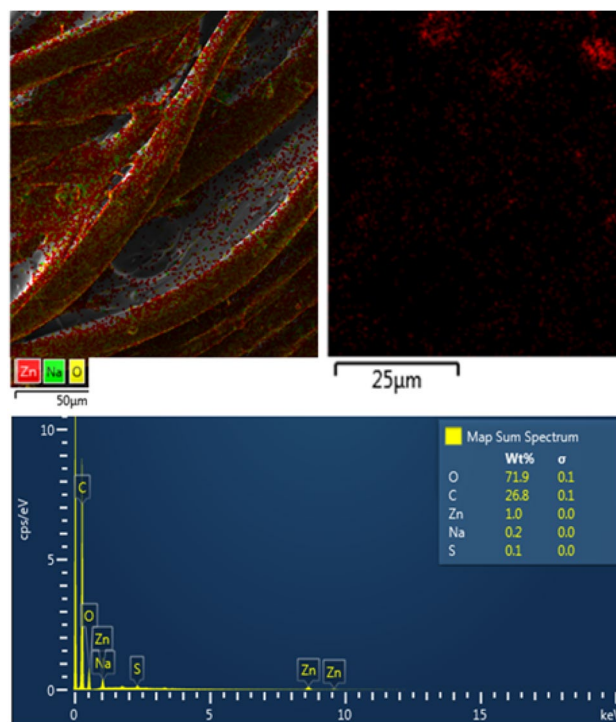 Zn Na O
50µm
25µm
cps/eV
10
5
0
C
O
Zn
Na
S
Zn
Zn
0
5
10
15
keV
Map Sum Spectrum
Wt% σ
O 71.9 0.1
C 26.8 0.1
Zn 1.0 0.0
Na 0.2 0.0
S 0.1 0.0